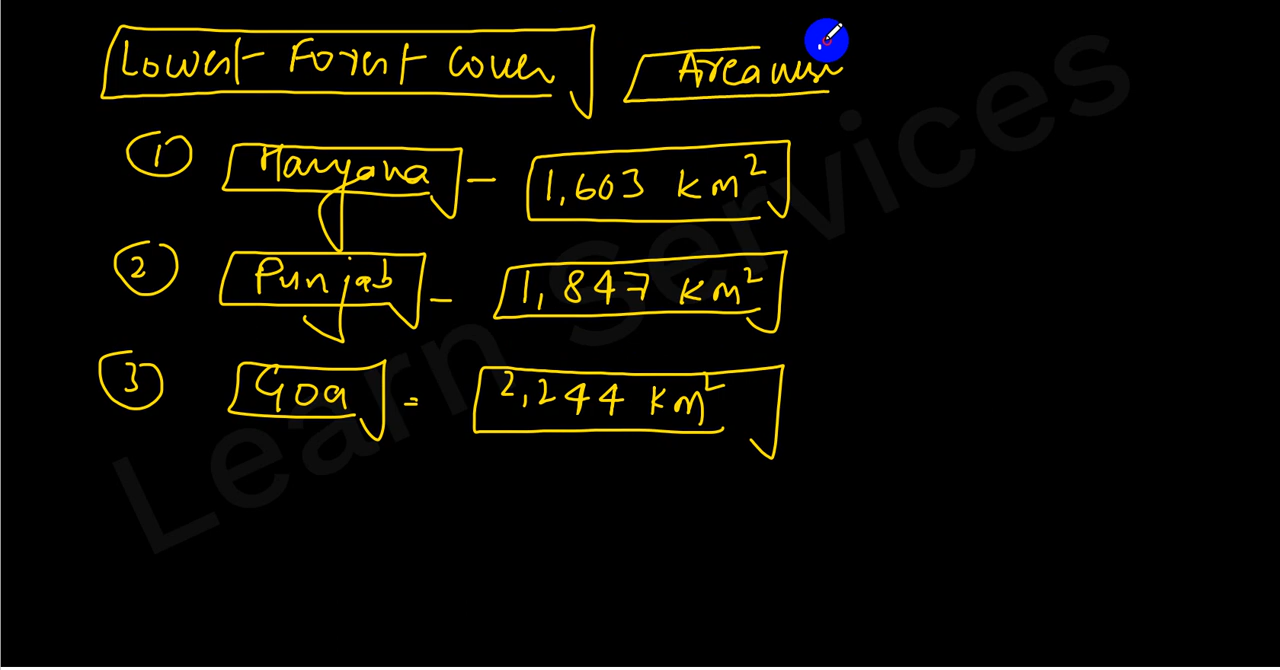 Lowest Forest Cover Areawise
① Haryana - 1,603 Km²
② Punjab - 1,847 Km²
③ Goa = 2,244 Km²
Learn Services